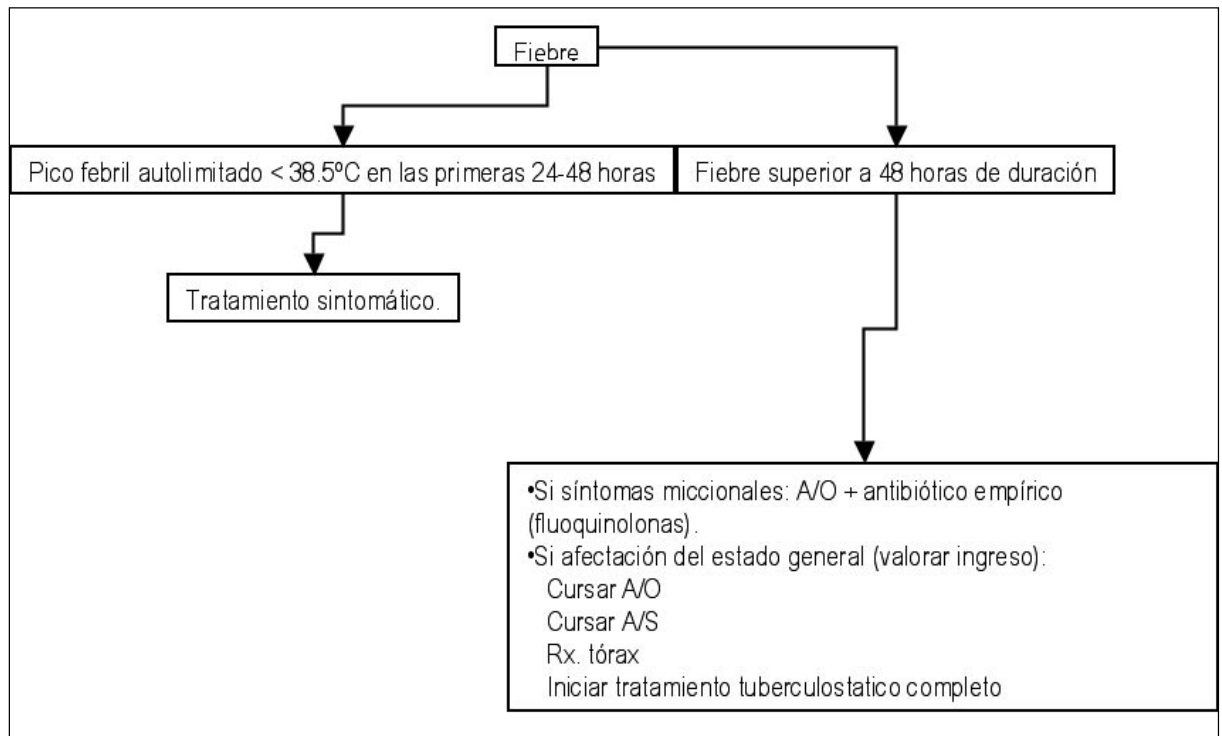 Fiebre
Pico febril autolimitado < 38.5ºC en las primeras 24-48 horas
Fiebre superior a 48 horas de duración
Tratamiento sintomático.
•Si síntomas miccionales: A/O + antibiótico empírico
(fluoquinolonas).
•Si afectación del estado general (valorar ingreso):
Cursar A/O
Cursar A/S
Rx. tórax
Iniciar tratamiento tuberculostatico completo